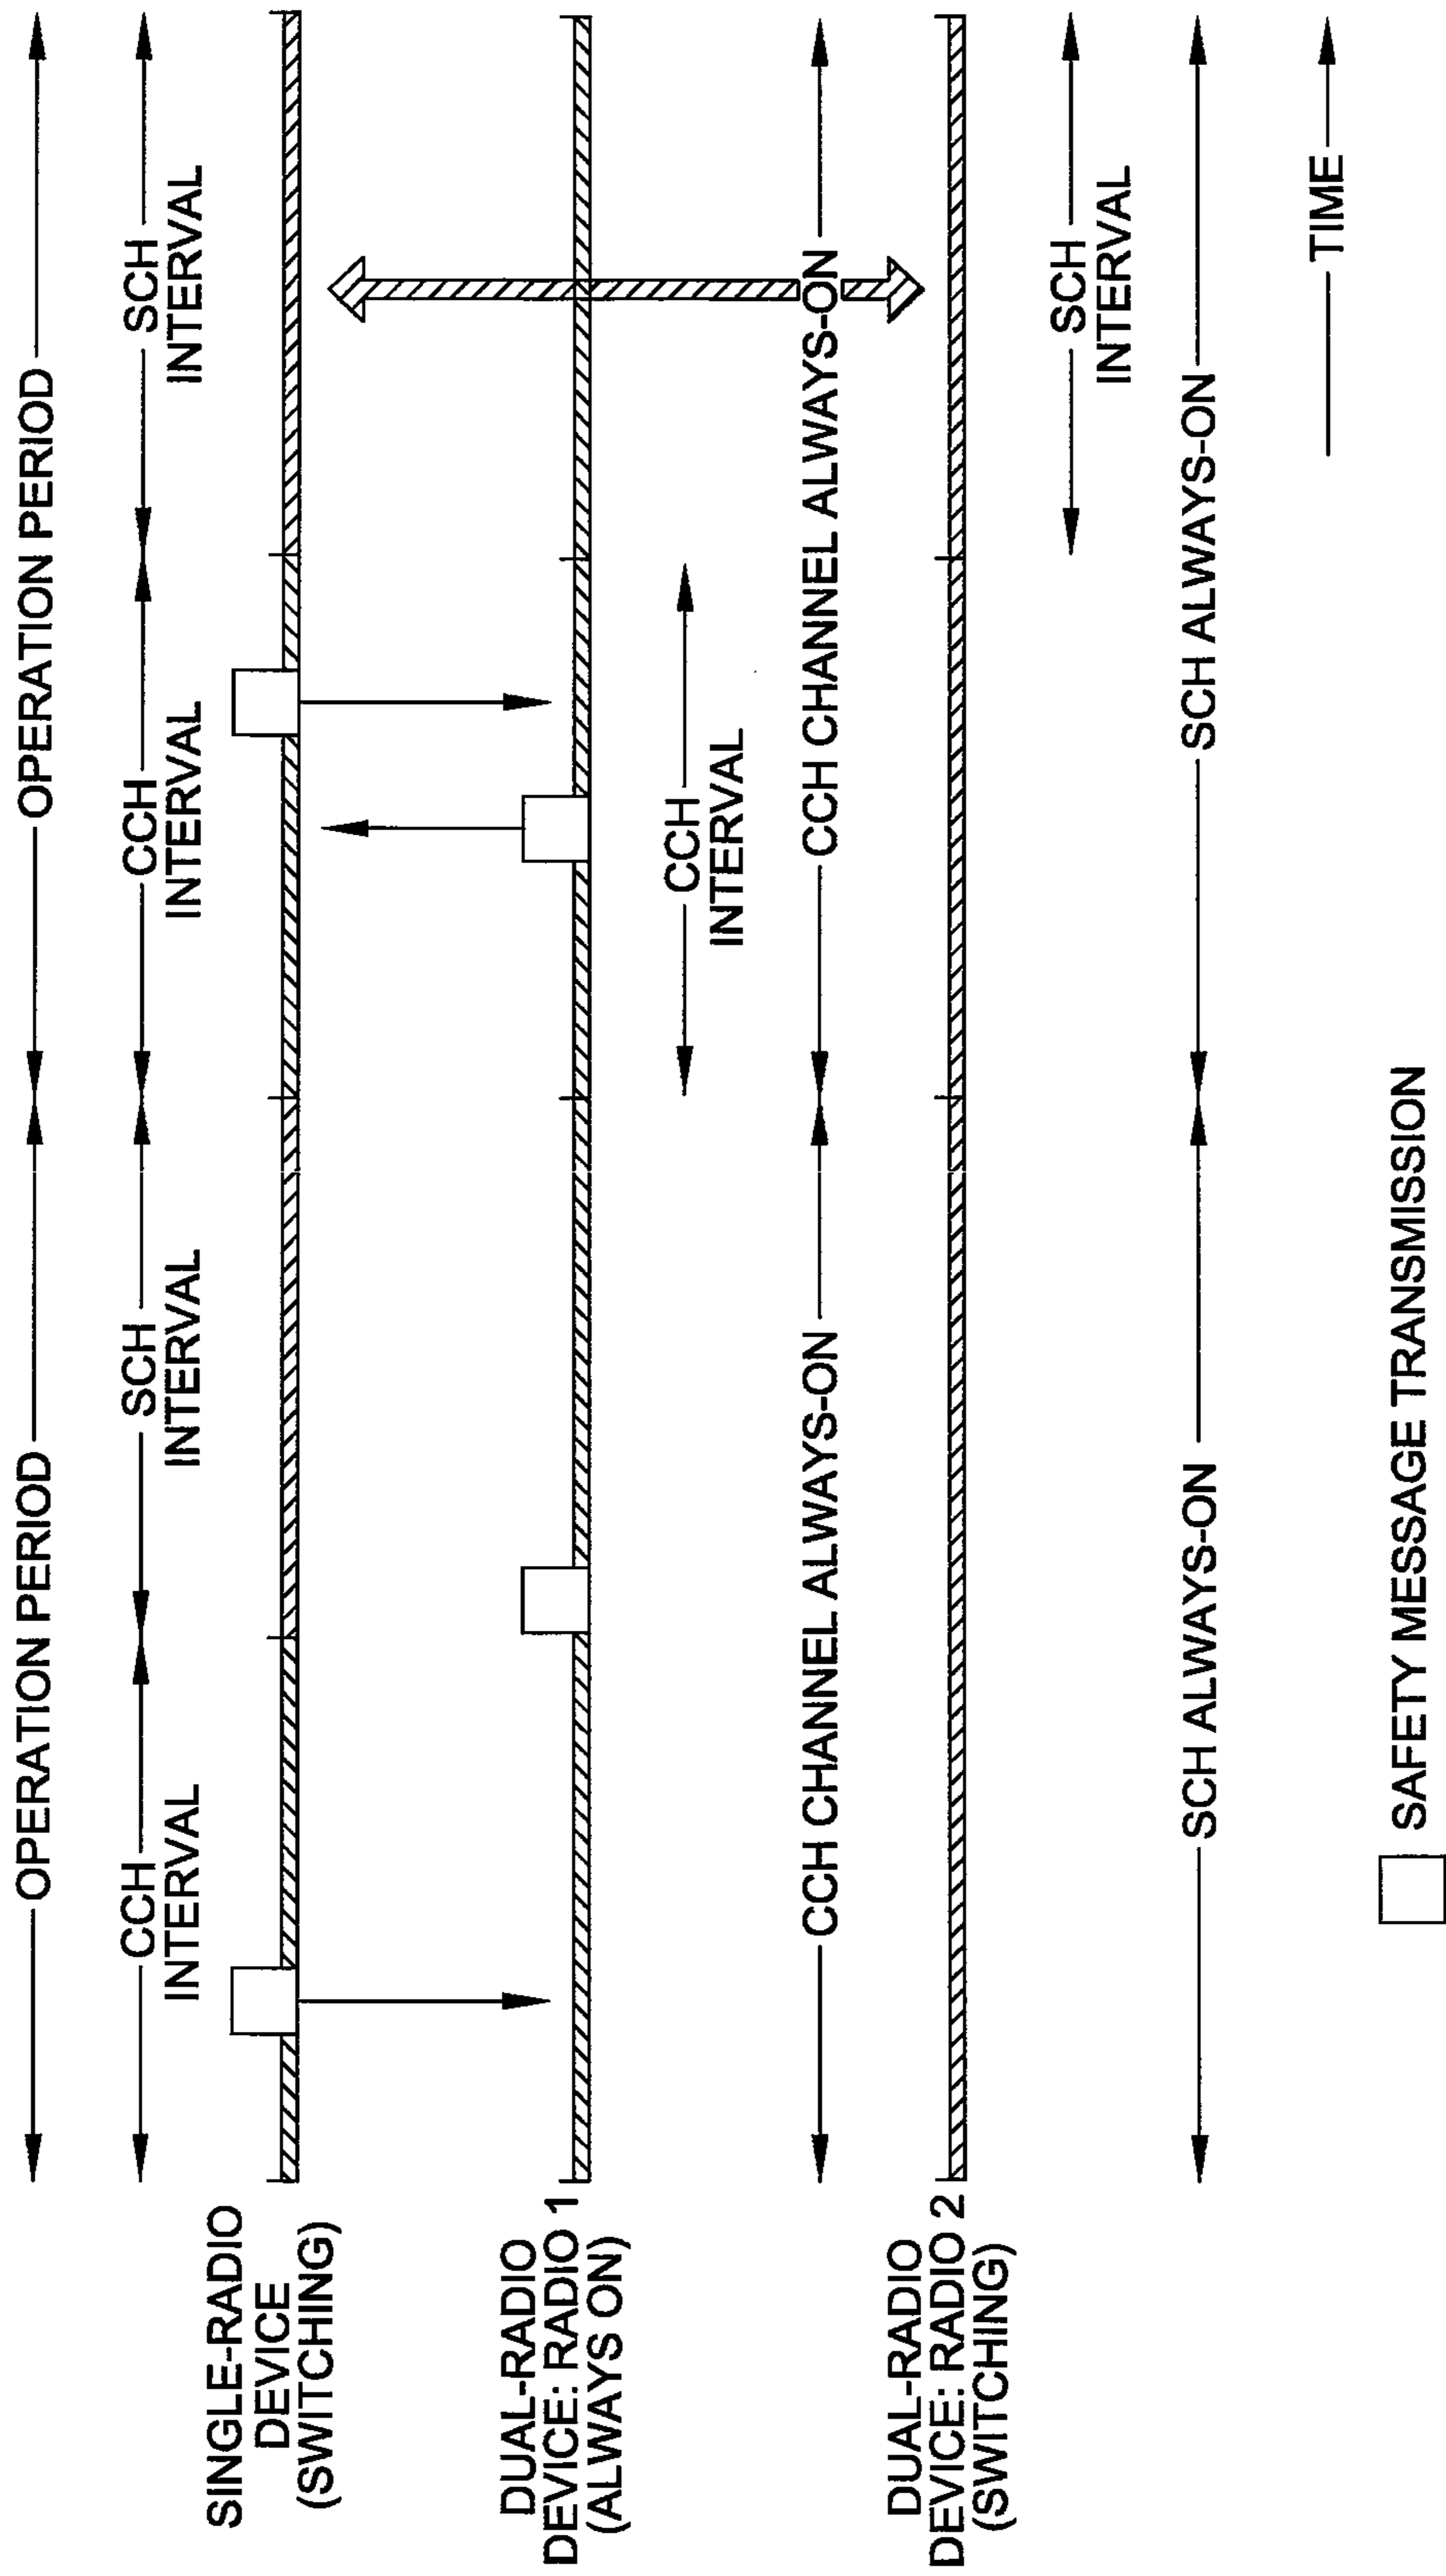 OPERATION PERIOD
OPERATION PERIOD
CCH
INTERVAL
SCH
INTERVAL
CCH
INTERVAL
SCH
INTERVAL
SINGLE-RADIO
DEVICE
(SWITCHING)
DUAL-RADIO
DEVICE: RADIO 1
(ALWAYS ON)
CCH
INTERVAL
CCH CHANNEL ALWAYS-ON
CCH CHANNEL ALWAYS-ON
DUAL-RADIO
DEVICE: RADIO 2
(SWITCHING)
SCH
INTERVAL
SCH ALWAYS-ON
SCH ALWAYS-ON
TIME
SAFETY MESSAGE TRANSMISSION